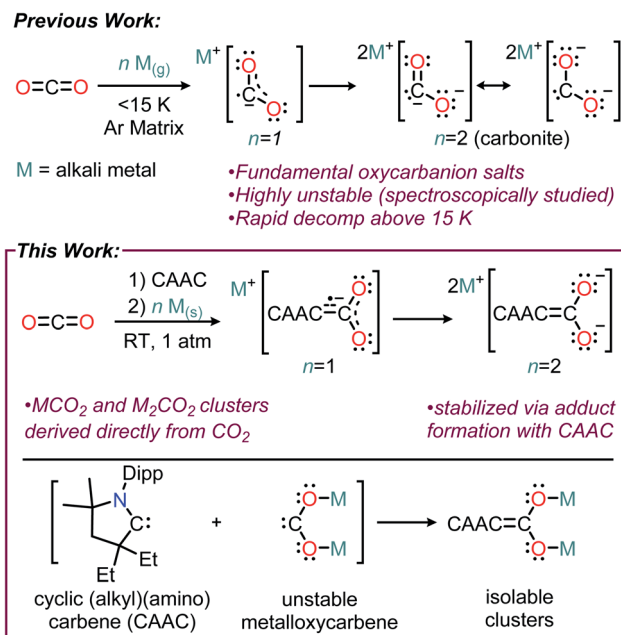 Previous Work:
O=C=O
n M(g)
<15 K
Ar Matrix
M+
O
C
O
n=1
2M+
O
C
O
2M+
O
C
O
n=2 (carbonite)
M = alkali metal
•Fundamental oxycarbanion salts
•Highly unstable (spectroscopically studied)
•Rapid decomp above 15 K
This Work:
O=C=O
1) CAAC
2) n M(s)
RT, 1 atm
M+
CAAC=C
O
O
n=1
2M+
CAAC=C
O
O
n=2
•MCO2 and M2CO2 clusters
derived directly from CO2
•stabilized via adduct
formation with CAAC
Dipp
N
C:
Et
Et
+
:C
O–M
O–M
CAAC=C
O–M
O–M
cyclic (alkyl)(amino)
carbene (CAAC)
unstable
metalloxycarbene
isolable
clusters